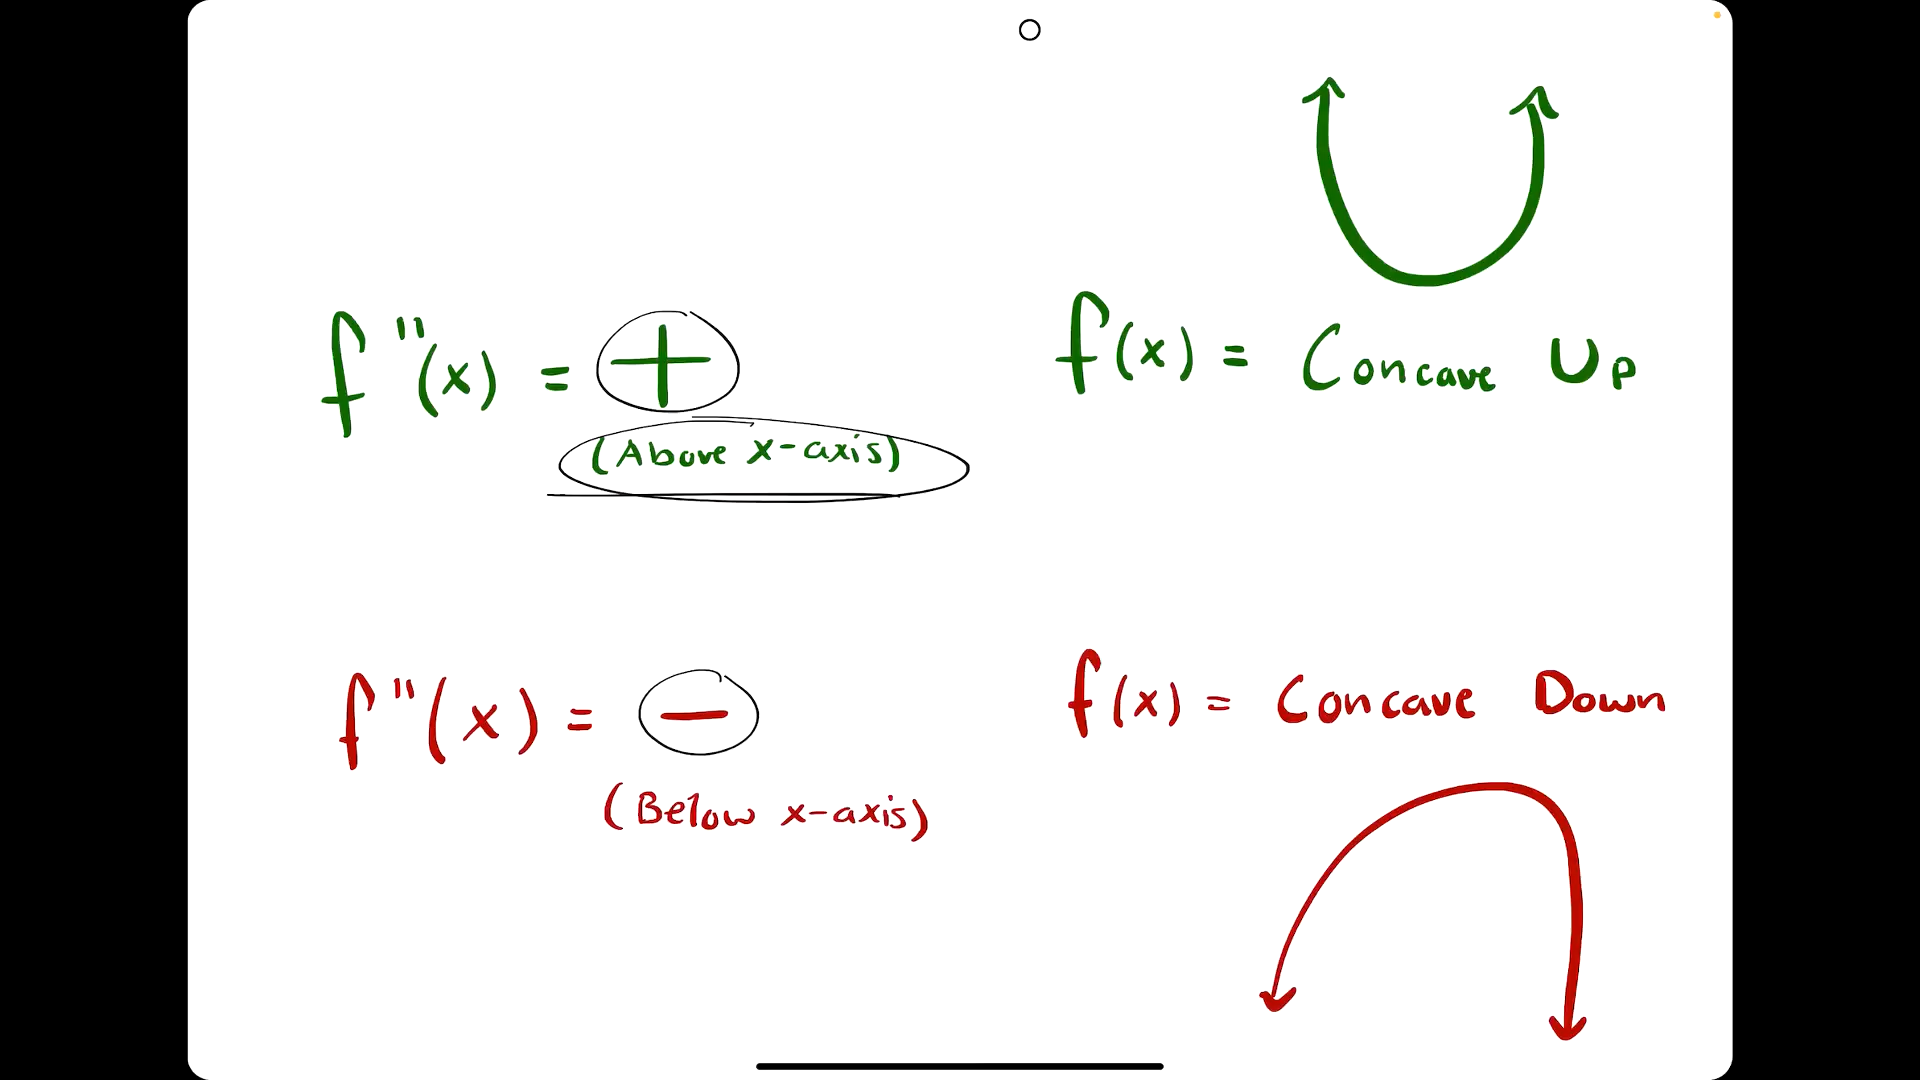 f"(x) = +
f(x) = Concave Up
(Above x-axis)
f"(x) = -
f(x) = Concave Down
(Below x-axis)